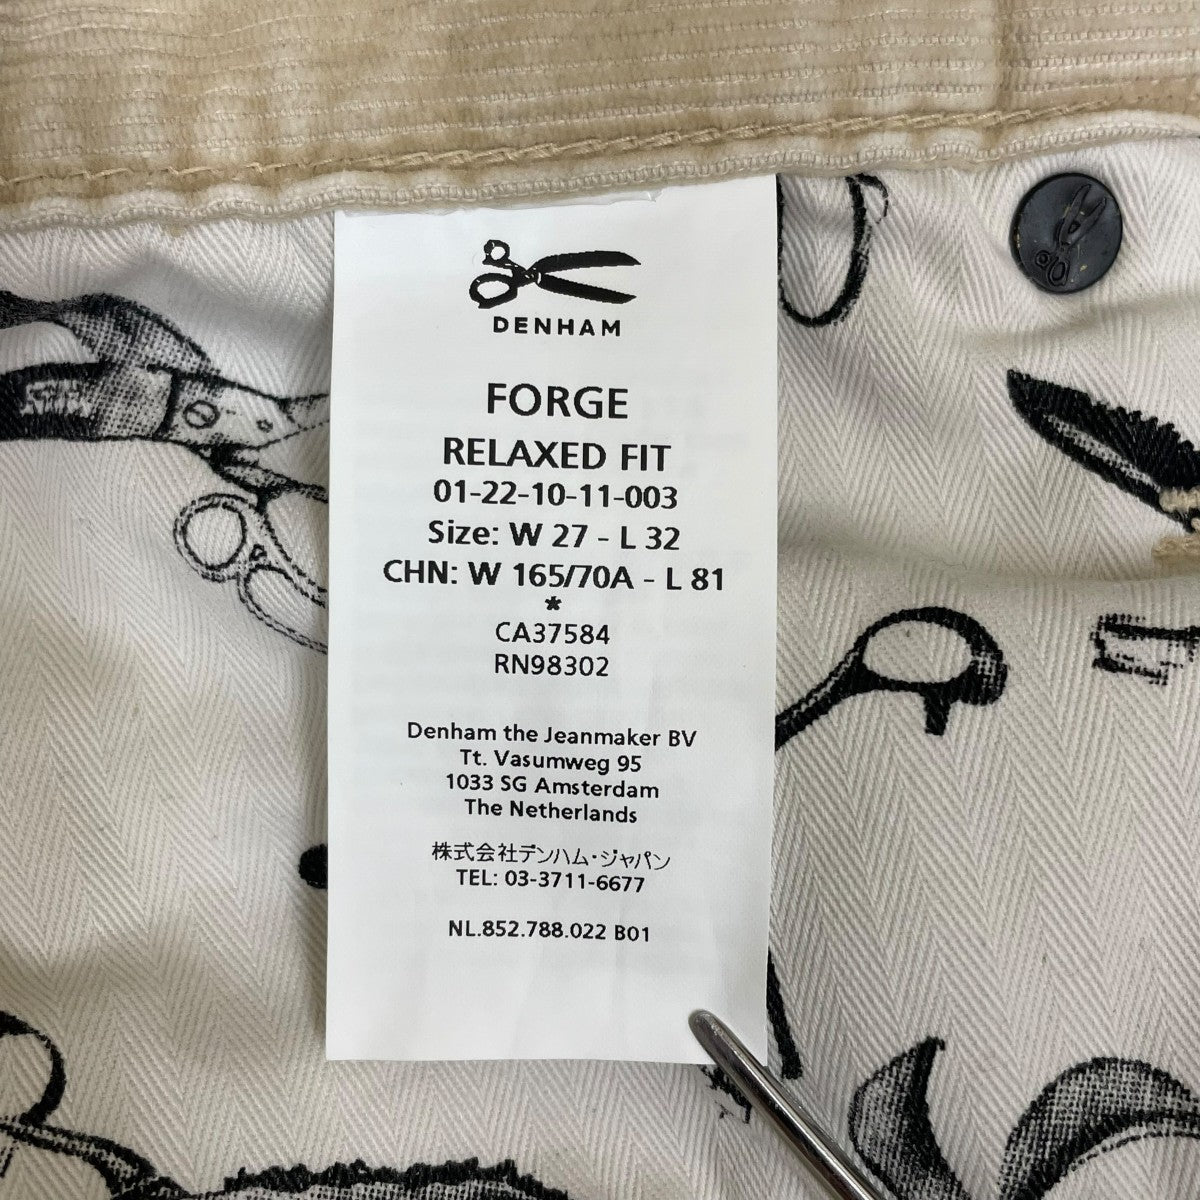 DENHAM
FORGE
RELAXED FIT
01-22-10-11-003
Size: W 27 - L 32
CHN: W 165/70A - L 81
*
CA37584
RN98302
Denham the Jeanmaker BV
Tt. Vasumweg 95
1033 SG Amsterdam
The Netherlands
株式会社デンハム・ジャパン
TEL: 03-3711-6677
NL.852.788.022 B01